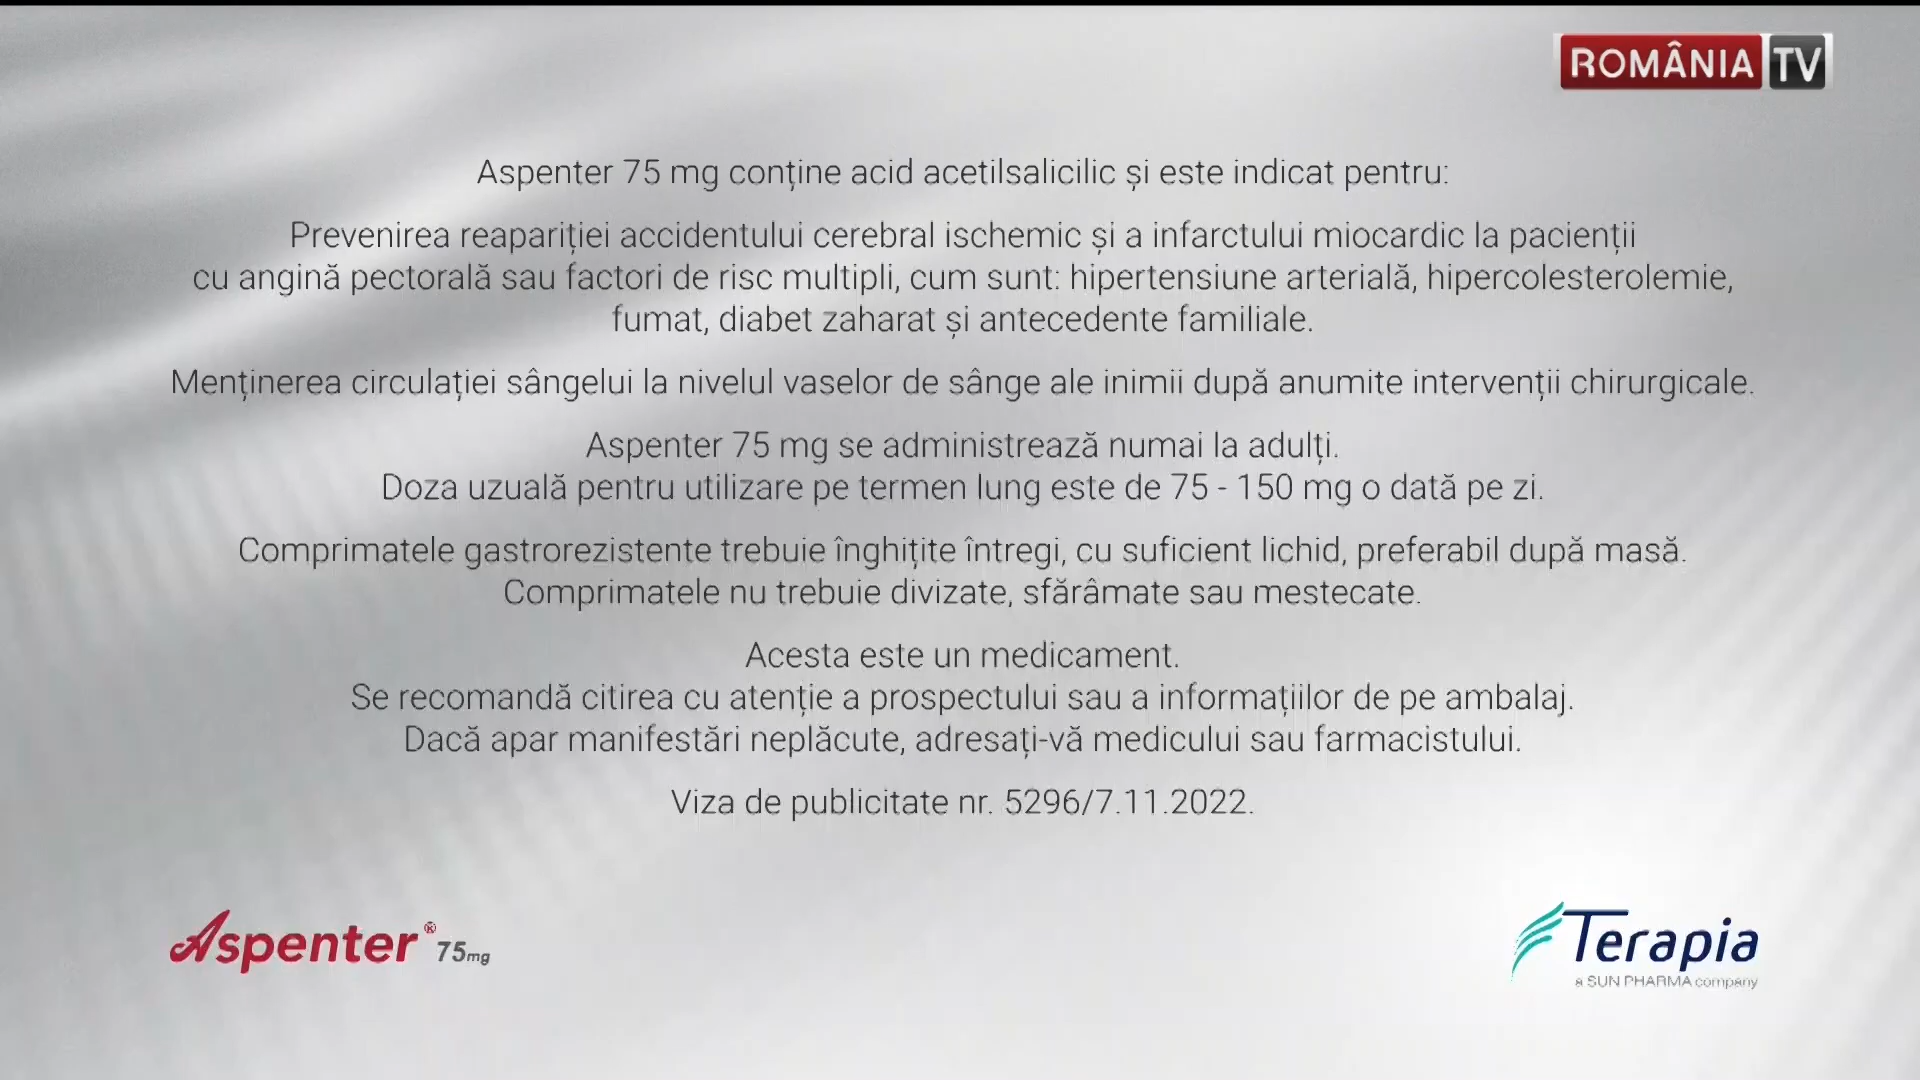 ROMÂNIA TV
Aspenter 75 mg conține acid acetilsalicilic și este indicat pentru:
Prevenirea reapariției accidentului cerebral ischemic și a infarctului miocardic la pacienții
cu angină pectorală sau factori de risc multipli, cum sunt: hipertensiune arterială, hipercolesterolemie,
fumat, diabet zaharat și antecedente familiale.
Menținerea circulației sângelui la nivelul vaselor de sânge ale inimii după anumite intervenții chirurgicale.
Aspenter 75 mg se administrează numai la adulți.
Doza uzuală pentru utilizare pe termen lung este de 75 - 150 mg o dată pe zi.
Comprimatele gastrorezistente trebuie înghițite întregi, cu suficient lichid, preferabil după masă.
Comprimatele nu trebuie divizate, sfărâmate sau mestecate.
Acesta este un medicament.
Se recomandă citirea cu atenție a prospectului sau a informațiilor de pe ambalaj.
Dacă apar manifestări neplăcute, adresați-vă medicului sau farmacistului.
Viza de publicitate nr. 5296/7.11.2022.
Aspenter® 75mg
Terapia
a SUN PHARMA company